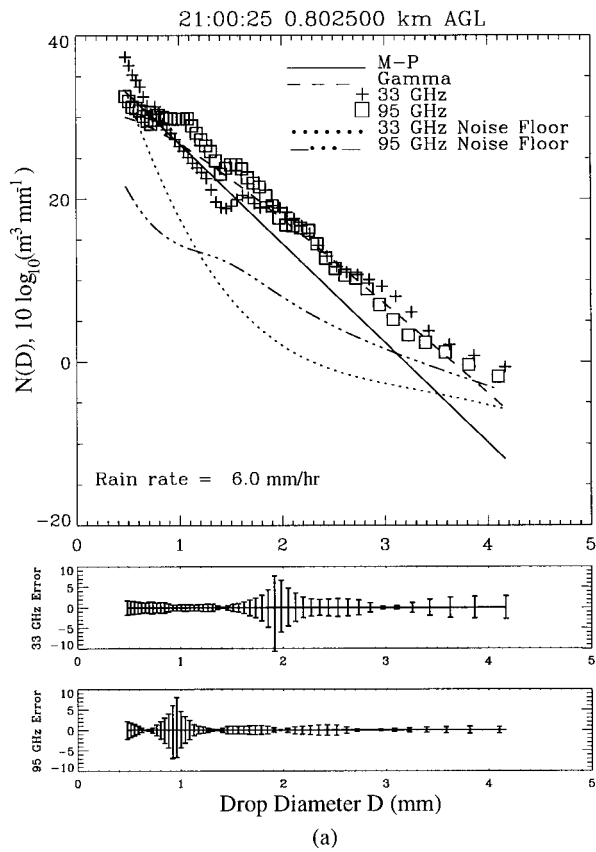 21:00:25 0.802500 km AGL
40
20
0
-20
N(D), 10 log10(m-3 mm-1)
M-P
Gamma
33 GHz
95 GHz
33 GHz Noise Floor
95 GHz Noise Floor
Rain rate = 6.0 mm/hr
0 1 2 3 4 5
33 GHz Error
10
5
0
-5
-10
0 1 2 3 4 5
95 GHz Error
10
5
0
-5
-10
0 1 2 3 4 5
Drop Diameter D (mm)
(a)